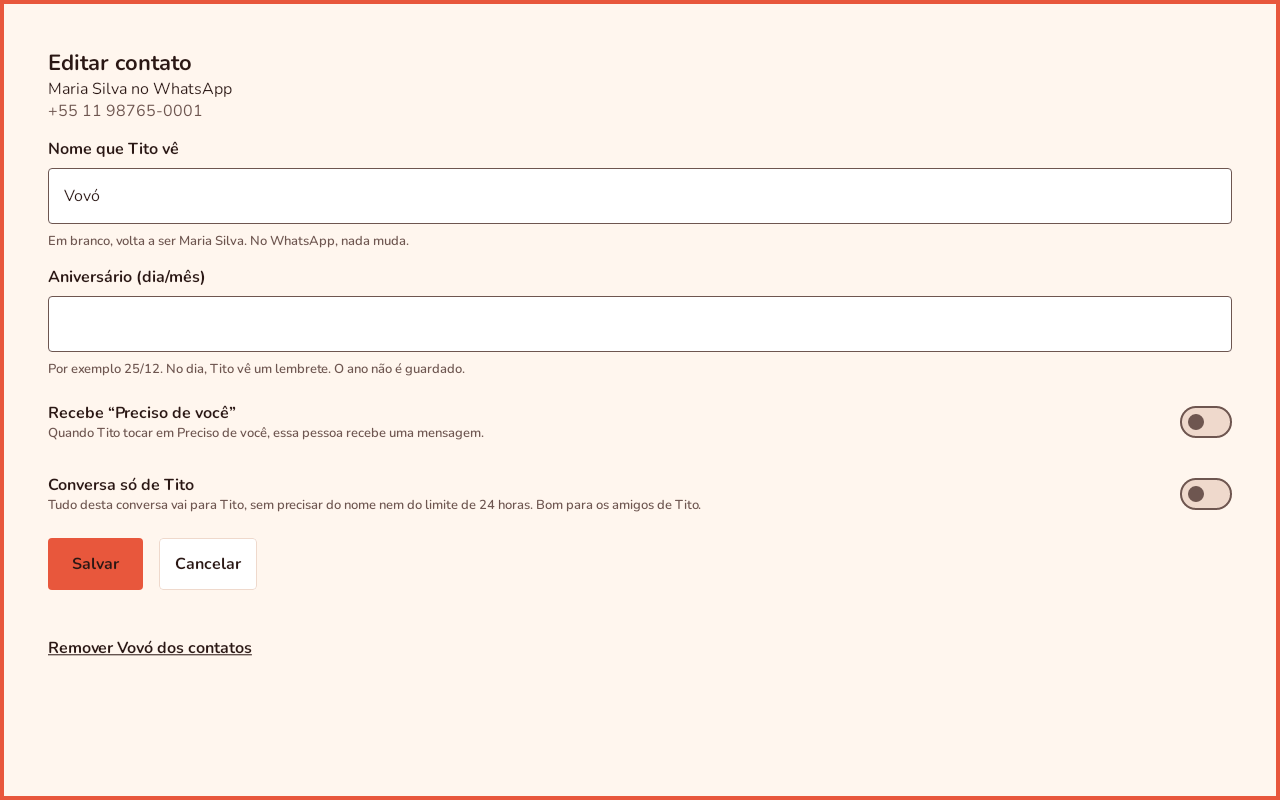 Editar contato
Maria Silva no WhatsApp
+55 11 98765-0001
Nome que Tito vê
Vovó
Em branco, volta a ser Maria Silva. No WhatsApp, nada muda.
Aniversário (dia/mês)
Por exemplo 25/12. No dia, Tito vê um lembrete. O ano não é guardado.
Recebe “Preciso de você”
Quando Tito tocar em Preciso de você, essa pessoa recebe uma mensagem.
Conversa só de Tito
Tudo desta conversa vai para Tito, sem precisar do nome nem do limite de 24 horas. Bom para os amigos de Tito.
Salvar
Cancelar
Remover Vovó dos contatos